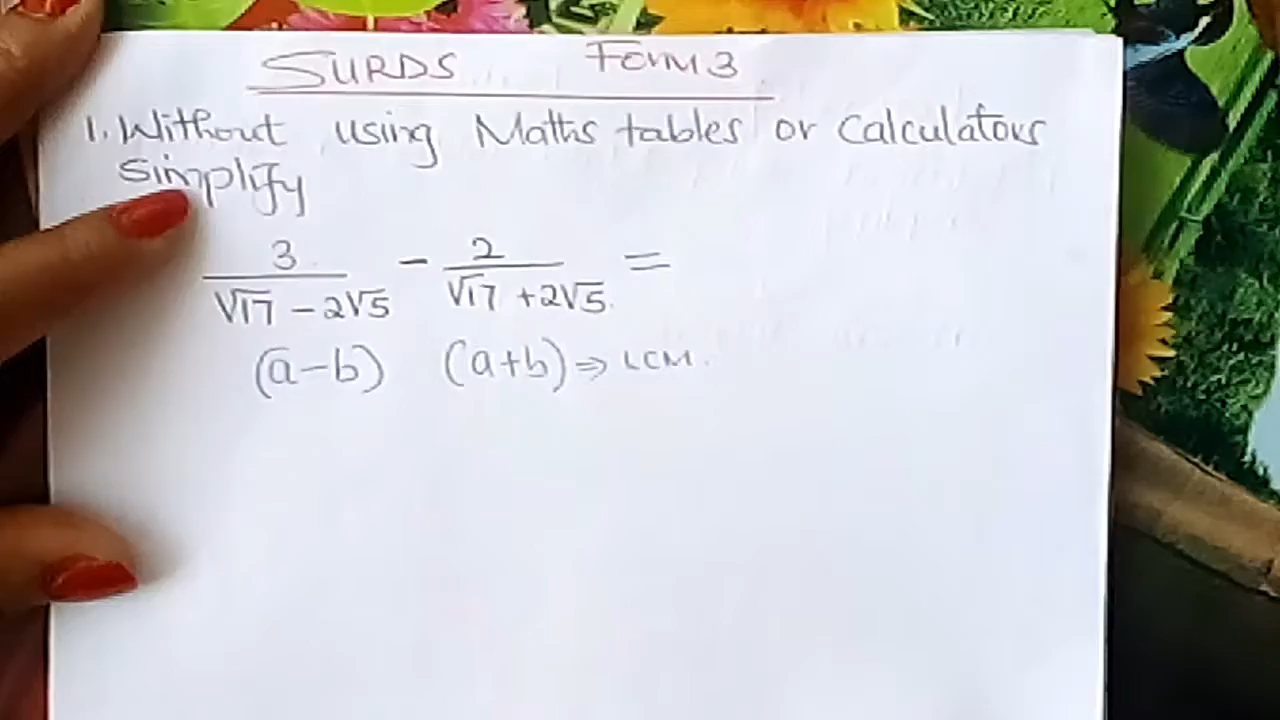 SURDS... Form 3
1. Without using Maths tables or Calculators
simplify
3/(√17 - 2√5) - 2/(√17 + 2√5) =
(a-b) (a+b) ⇒ LCM.